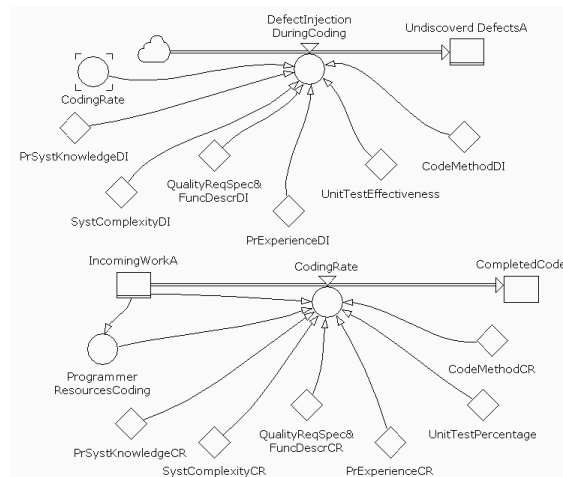 DefectInjection
DuringCoding
Undiscoverd DefectsA
CodingRate
PrSystKnowledgeDI
CodeMethodDI
QualityReqSpec&
FuncDescrDI
UnitTestEffectiveness
SystComplexityDI
PrExperienceDI
IncomingWorkA
CodingRate
CompletedCode
CodeMethodCR
Programmer
ResourcesCoding
QualityReqSpec&
FuncDescrCR
UnitTestPercentage
PrSystKnowledgeCR
SystComplexityCR
PrExperienceCR